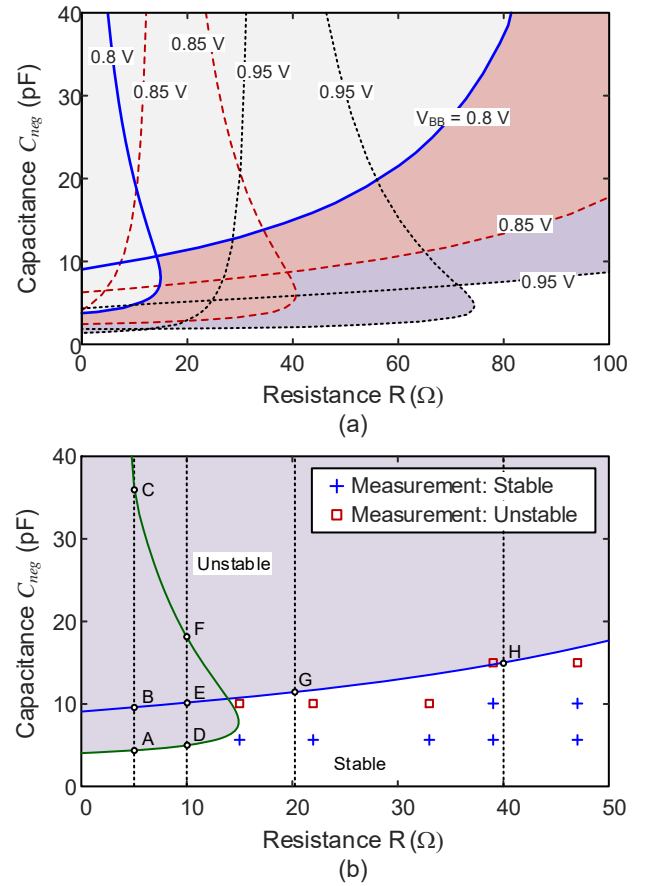 40
30
20
10
0
0.8 V
0.85 V
0.85 V
0.95 V
0.95 V
V_BB = 0.8 V
0.85 V
0.95 V
Capacitance C_neg (pF)
0 20 40 60 80 100
Resistance R (Ω)
(a)
40
30
20
10
0
Capacitance C_neg (pF)
Measurement: Stable
Measurement: Unstable
C
Unstable
F
B
E
G
H
A
D
Stable
0 10 20 30 40 50
Resistance R (Ω)
(b)